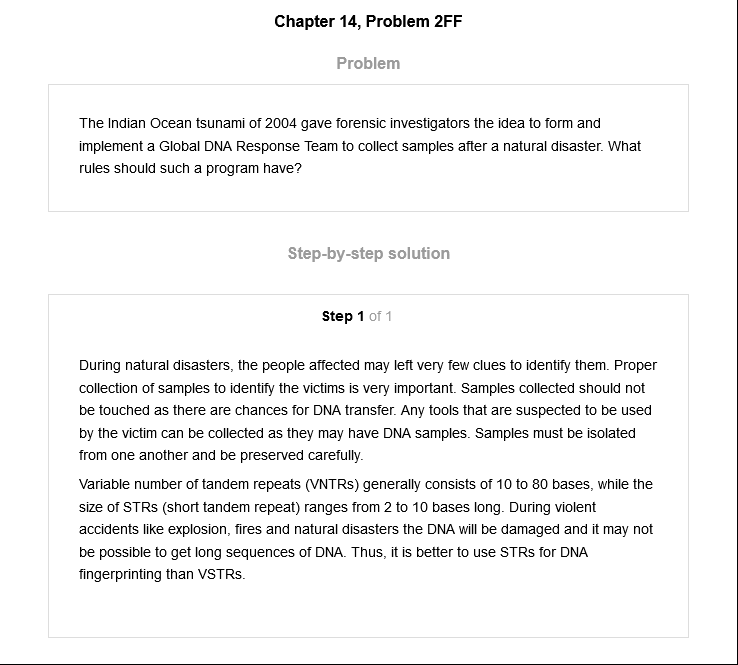 Chapter 14, Problem 2FF
Problem
The Indian Ocean tsunami of 2004 gave forensic investigators the idea to form and
implement a Global DNA Response Team to collect samples after a natural disaster. What
rules should such a program have?
Step-by-step solution
Step 1 of 1
During natural disasters, the people affected may left very few clues to identify them. Proper
collection of samples to identify the victims is very important. Samples collected should not
be touched as there are chances for DNA transfer. Any tools that are suspected to be used
by the victim can be collected as they may have DNA samples. Samples must be isolated
from one another and be preserved carefully.
Variable number of tandem repeats (VNTRs) generally consists of 10 to 80 bases, while the
size of STRs (short tandem repeat) ranges from 2 to 10 bases long. During violent
accidents like explosion, fires and natural disasters the DNA will be damaged and it may not
be possible to get long sequences of DNA. Thus, it is better to use STRs for DNA
fingerprinting than VSTRs.